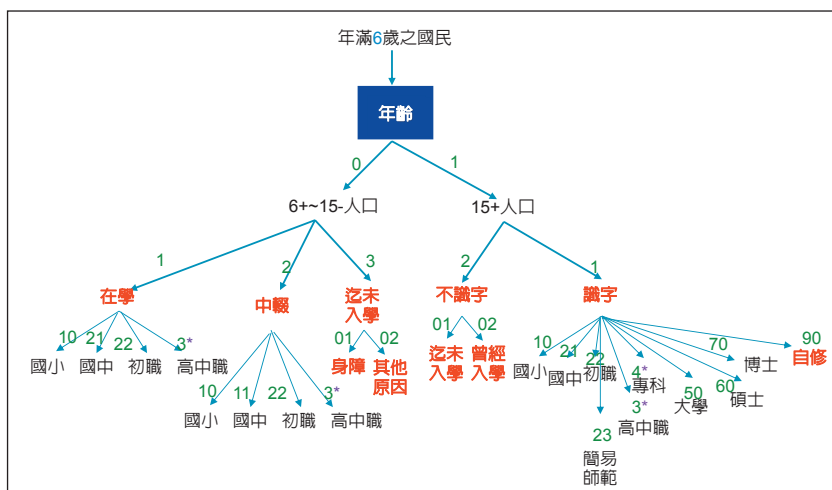 年滿6歲之國民
年齡
0
1
6+~15-人口
15+人口
1
2
3
2
1
在學
中輟
迄未
入學
不識字
識字
10
21
22
3*
國小
國中
初職
高中職
10
11
22
3*
國小
國中
初職
高中職
01
02
身障
其他
原因
01
02
迄未
入學
曾經
入學
10
21
22
4*
3*
23
50
60
70
90
國小
國中
初職
專科
高中職
簡易
師範
大學
碩士
博士
自修